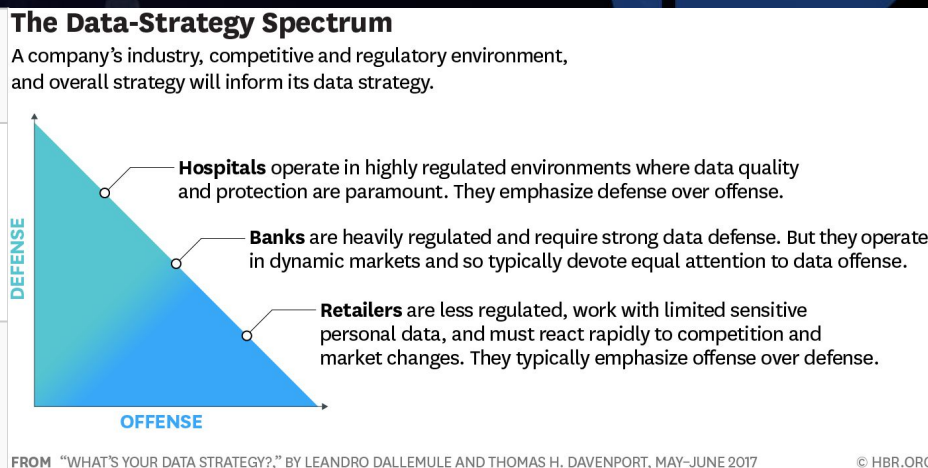 The Data-Strategy Spectrum
A company's industry, competitive and regulatory environment,
and overall strategy will inform its data strategy.
Hospitals operate in highly regulated environments where data quality
and protection are paramount. They emphasize defense over offense.
Banks are heavily regulated and require strong data defense. But they operate
in dynamic markets and so typically devote equal attention to data offense.
Retailers are less regulated, work with limited sensitive
personal data, and must react rapidly to competition and
market changes. They typically emphasize offense over defense.
DEFENSE
OFFENSE
FROM “WHAT'S YOUR DATA STRATEGY?,” BY LEANDRO DALLEMULE AND THOMAS H. DAVENPORT, MAY–JUNE 2017
© HBR.ORG